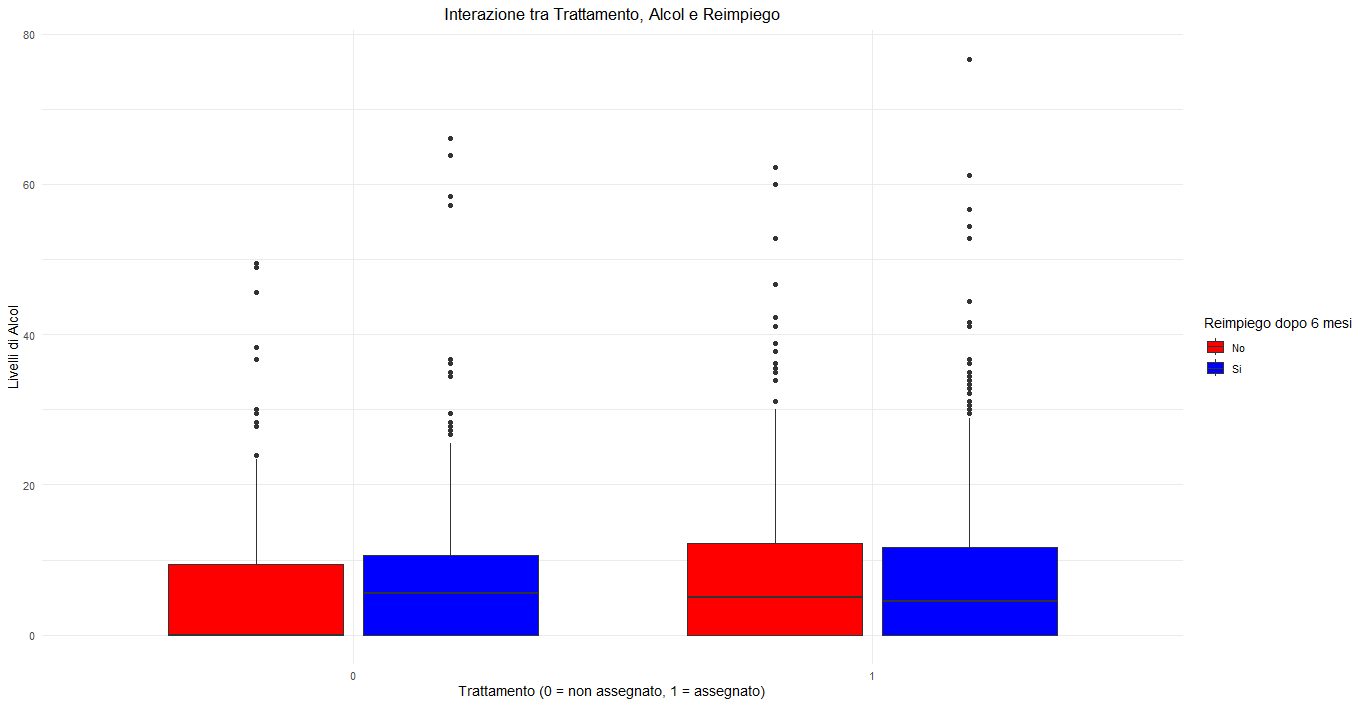 Interazione tra Trattamento, Alcol e Reimpiego
80
60
40
20
0
Livelli di Alcol
0
1
Trattamento (0 = non assegnato, 1 = assegnato)
Reimpiego dopo 6 mesi
No
Si